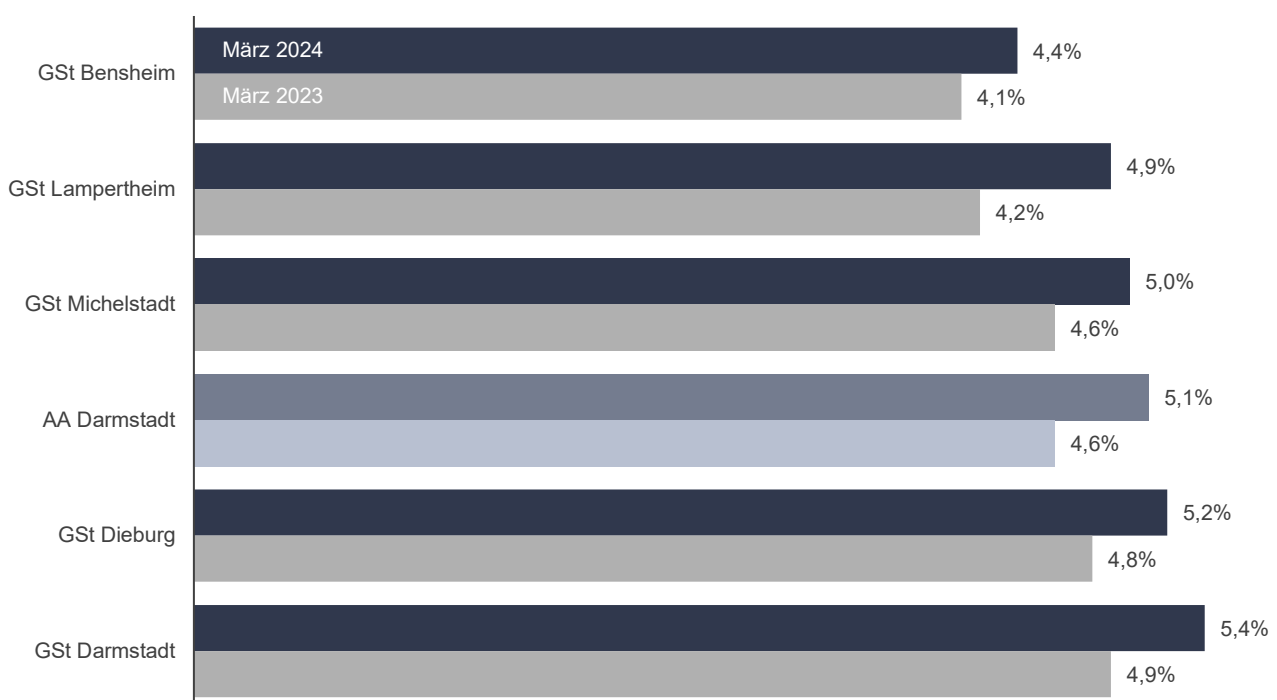 März 2024
4,4%
GSt Bensheim
März 2023
4,1%
4,9%
GSt Lampertheim
4,2%
5,0%
GSt Michelstadt
4,6%
5,1%
AA Darmstadt
4,6%
5,2%
GSt Dieburg
4,8%
5,4%
GSt Darmstadt
4,9%